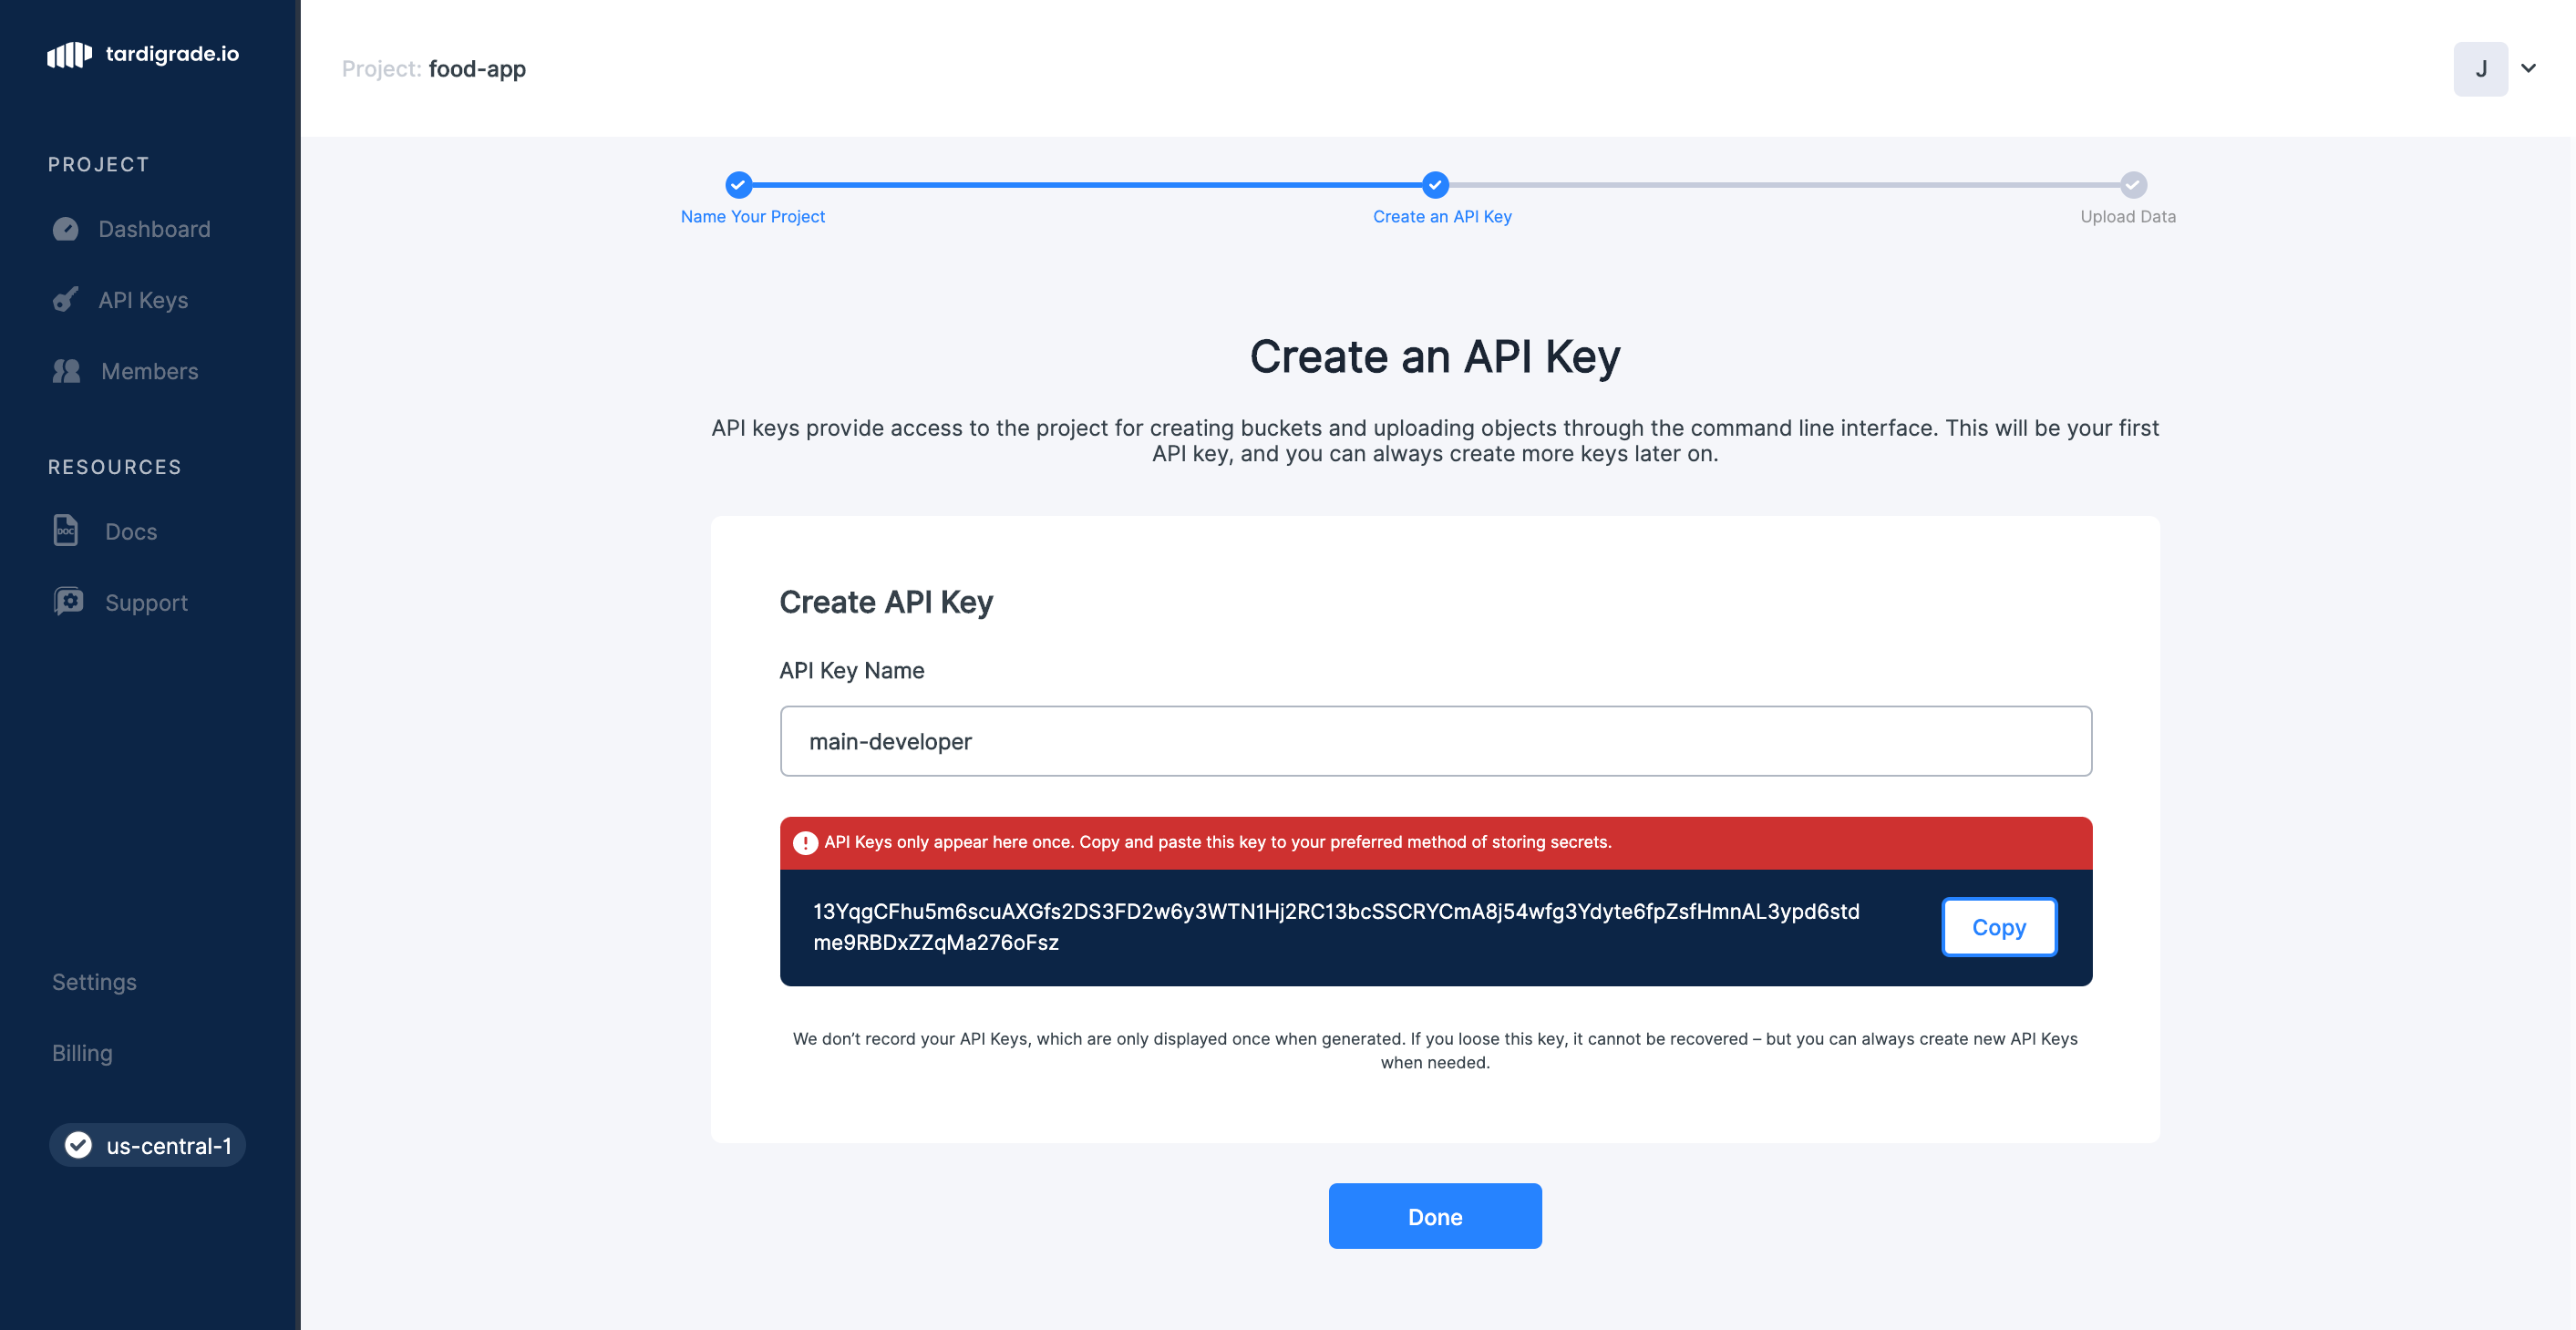 tardigrade.io
Project: food-app
J
PROJECT
Dashboard
API Keys
Members
RESOURCES
DOC
Docs
Support
Settings
Billing
us-central-1
Name Your Project
Create an API Key
Upload Data
Create an API Key
API keys provide access to the project for creating buckets and uploading objects through the command line interface. This will be your first
API key, and you can always create more keys later on.
Create API Key
API Key Name
main-developer
API Keys only appear here once. Copy and paste this key to your preferred method of storing secrets.
13YqgCFhu5m6scuAXGfs2DS3FD2w6y3WTN1Hj2RC13bcSSCRYCmA8j54wfg3Ydyte6fpZsfHmnAL3ypd6std
me9RBDxZZqMa276oFsz
Copy
We don’t record your API Keys, which are only displayed once when generated. If you loose this key, it cannot be recovered – but you can always create new API Keys
when needed.
Done